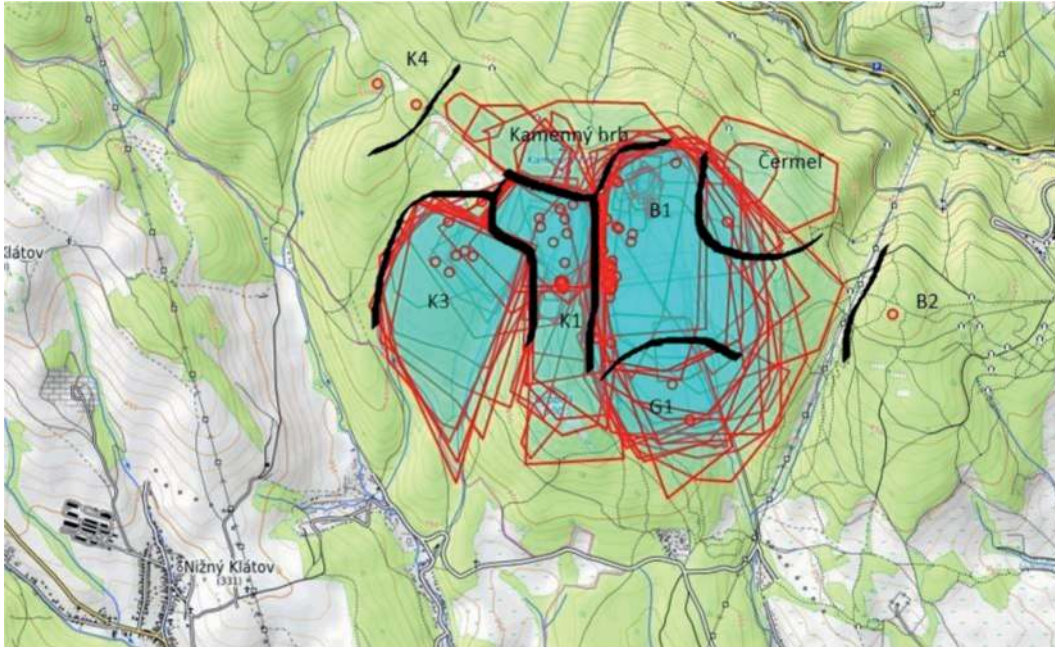 K4
Kamenný hrb
Čermel
B1
Klátov
K3
K1
B2
G1
Nižný Klátov
(331)